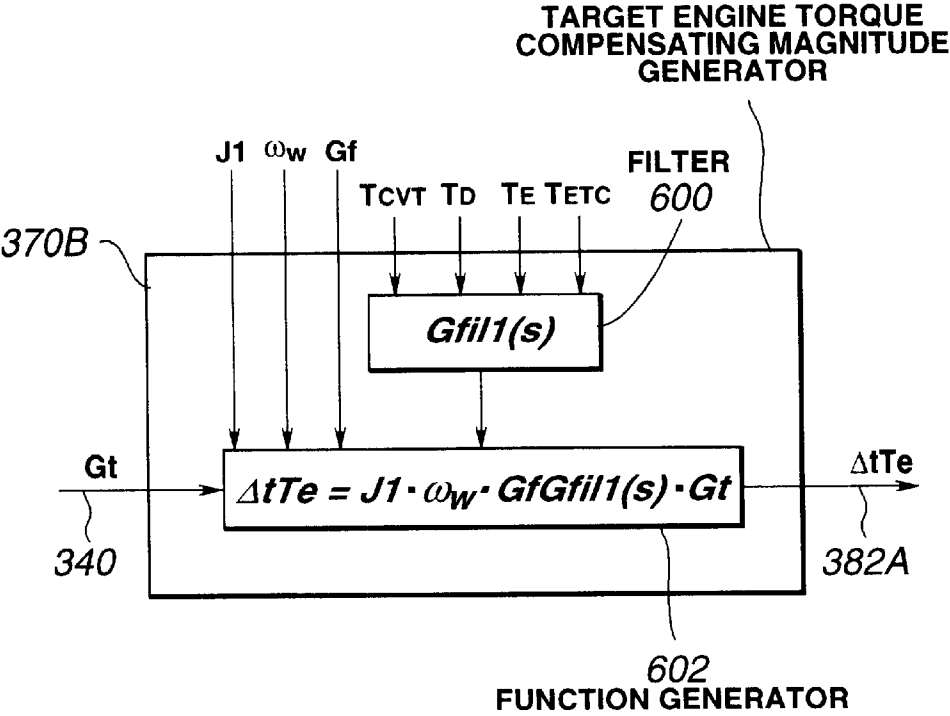 TARGET ENGINE TORQUE
COMPENSATING MAGNITUDE
GENERATOR
J1 ωw Gf
FILTER
600
TCVT TD TE TETC
370B
Gfil1(s)
Gt
ΔtTe = J1·ωw·GfGfil1(s)·Gt
ΔtTe
340
382A
602
FUNCTION GENERATOR